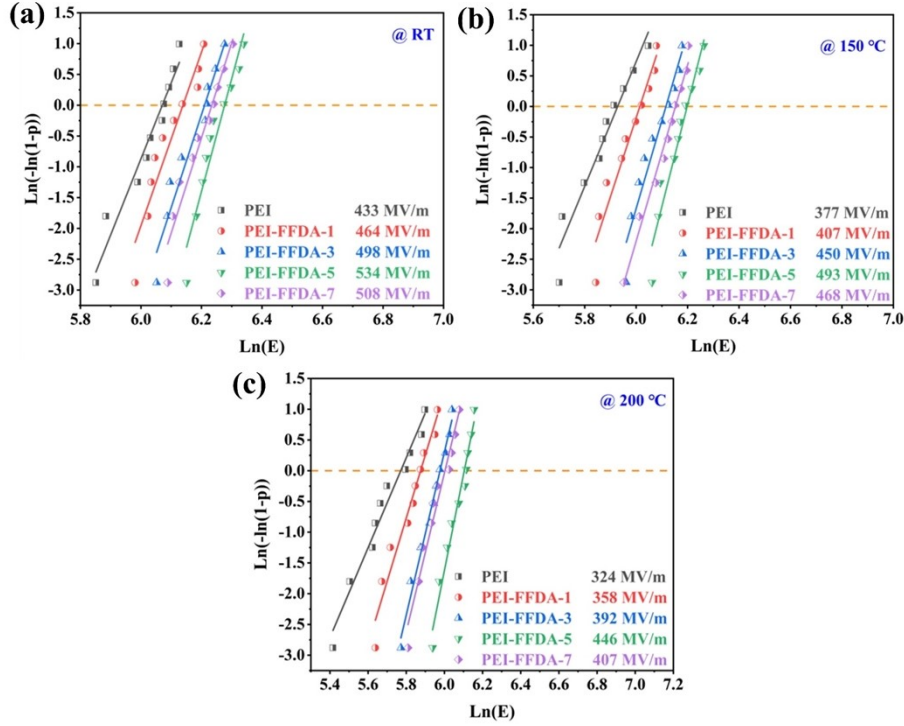 (a)
@ RT
Ln(-ln(1-p))
1.5
1.0
0.5
0.0
-0.5
-1.0
-1.5
-2.0
-2.5
-3.0
PEI 433 MV/m
PEI-FFDA-1 464 MV/m
PEI-FFDA-3 498 MV/m
PEI-FFDA-5 534 MV/m
PEI-FFDA-7 508 MV/m
5.8 6.0 6.2 6.4 6.6 6.8 7.0
Ln(E)
(b)
@ 150 °C
Ln(-ln(1-p))
1.5
1.0
0.5
0.0
-0.5
-1.0
-1.5
-2.0
-2.5
-3.0
PEI 377 MV/m
PEI-FFDA-1 407 MV/m
PEI-FFDA-3 450 MV/m
PEI-FFDA-5 493 MV/m
PEI-FFDA-7 468 MV/m
5.6 5.8 6.0 6.2 6.4 6.6 6.8 7.0
Ln(E)
(c)
@ 200 °C
Ln(-ln(1-p))
1.5
1.0
0.5
0.0
-0.5
-1.0
-1.5
-2.0
-2.5
-3.0
PEI 324 MV/m
PEI-FFDA-1 358 MV/m
PEI-FFDA-3 392 MV/m
PEI-FFDA-5 446 MV/m
PEI-FFDA-7 407 MV/m
5.4 5.6 5.8 6.0 6.2 6.4 6.6 6.8 7.0 7.2
Ln(E)